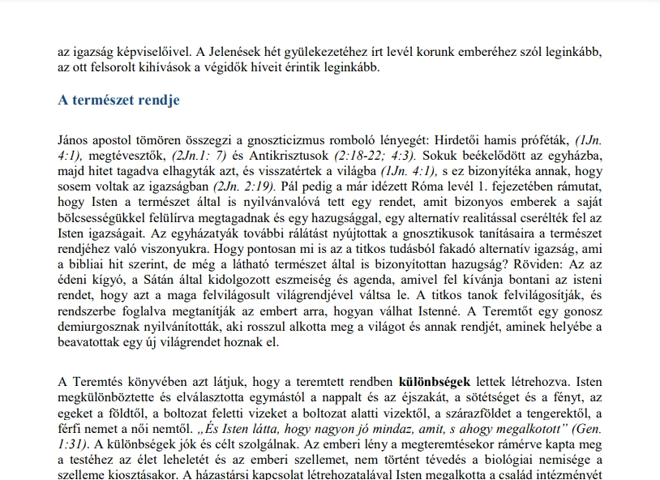 az igazság képviselőivel. A Jelenések hét gyülekezetéhez írt levél korunk emberéhez szól leginkább,
az ott felsorolt kihívások a végidők híveit érintik leginkább.
A természet rendje
János apostol tömören összegzi a gnoszticizmus romboló lényegét: Hirdetői hamis próféták, (1Jn.
4:1), megtévesztők, (2Jn.1: 7) és Antikrisztusok (2:18-22; 4:3). Sokuk beékelődött az egyházba,
majd hitet tagadva elhagyták azt, és visszatértek a világba (1Jn. 4:1), s ez bizonyítéka annak, hogy
sosem voltak az igazságban (2Jn. 2:19). Pál pedig a már idézett Róma levél 1. fejezetében rámutat,
hogy Isten a természet által is nyilvánvalóvá tett egy rendet, amit bizonyos emberek a saját
bölcsességükkel felülírva megtagadnak és egy hazugsággal, egy alternatív realitással cserélték fel az
Isten igazságait. Az egyházatyák további rálátást nyújtottak a gnosztikusok tanításaira a természet
rendjéhez való viszonyukra. Hogy pontosan mi is az a titkos tudásból fakadó alternatív igazság, ami
a bibliai hit szerint, de még a látható természet által is bizonyítottan hazugság? Röviden: Az az
édeni kígyó, a Sátán által kidolgozott eszmeiség és agenda, amivel fel kívánja bontani az isteni
rendet, hogy azt a maga felvilágosult világrendjével váltsa le. A titkos tanok felvilágosítják, és
rendszerbe foglalva megtanítják az embert arra, hogyan válhat Istenné. A Teremtőt egy gonosz
demiurgosznak nyilvánították, aki rosszul alkotta meg a világot és annak rendjét, aminek helyébe a
beavatottak egy új világrendet hoznak el.
A Teremtés könyvében azt látjuk, hogy a teremtett rendben különbségek lettek létrehozva. Isten
megkülönböztette és elválasztotta egymástól a nappalt és az éjszakát, a sötétséget és a fényt, az
egeket a földtől, a boltozat feletti vizeket a boltozat alatti vizektől, a szárazföldet a tengerektől, a
férfi nemet a női nemtől. „És Isten látta, hogy nagyon jó mindaz, amit, s ahogy megalkotott” (Gen.
1:31). A különbségek jók és célt szolgálnak. Az emberi lény a megteremtésekor rámérve kapta meg
a testéhez az élet leheletét és az emberi szellemet, nem történt tévedés a biológiai nemisége a
szelleme kiosztásakor. A házastársi kapcsolat létrehozatalával Isten megalkotta a család intézményét